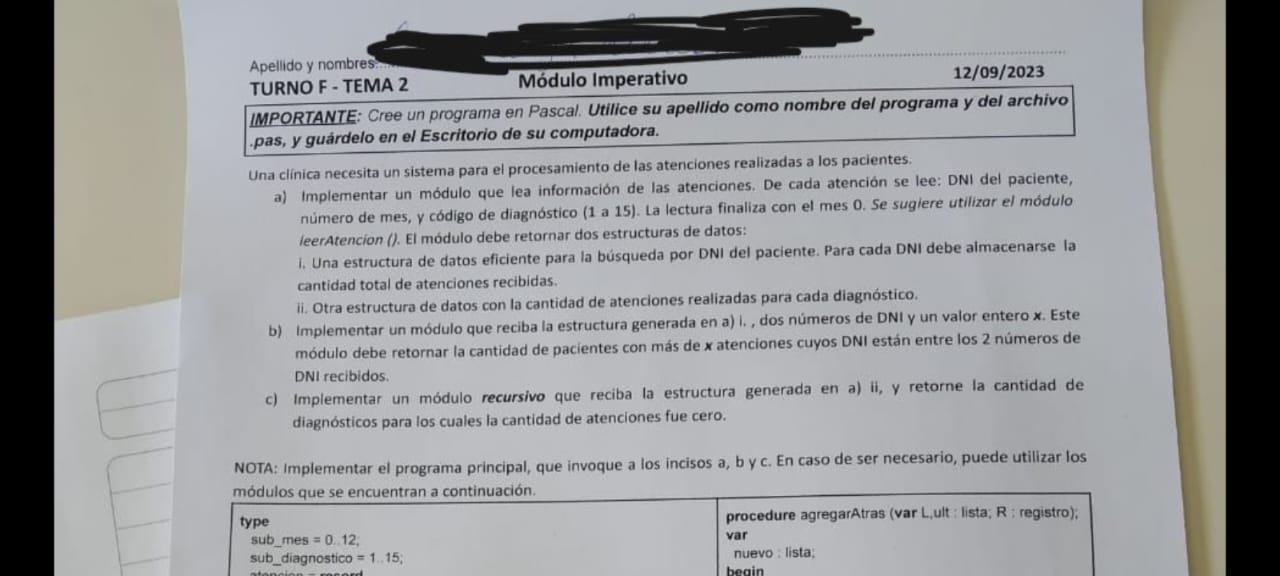 Apellido y nombres:
TURNO F - TEMA 2 Módulo Imperativo 12/09/2023
IMPORTANTE: Cree un programa en Pascal. Utilice su apellido como nombre del programa y del archivo
.pas, y guárdelo en el Escritorio de su computadora.
Una clínica necesita un sistema para el procesamiento de las atenciones realizadas a los pacientes.
a) Implementar un módulo que lea información de las atenciones. De cada atención se lee: DNI del paciente,
número de mes, y código de diagnóstico (1 a 15). La lectura finaliza con el mes 0. Se sugiere utilizar el módulo
leerAtencion (). El módulo debe retornar dos estructuras de datos:
i. Una estructura de datos eficiente para la búsqueda por DNI del paciente. Para cada DNI debe almacenarse la
cantidad total de atenciones recibidas.
ii. Otra estructura de datos con la cantidad de atenciones realizadas para cada diagnóstico.
b) Implementar un módulo que reciba la estructura generada en a) i. , dos números de DNI y un valor entero x. Este
módulo debe retornar la cantidad de pacientes con más de x atenciones cuyos DNI están entre los 2 números de
DNI recibidos.
c) Implementar un módulo recursivo que reciba la estructura generada en a) ii, y retorne la cantidad de
diagnósticos para los cuales la cantidad de atenciones fue cero.
NOTA: Implementar el programa principal, que invoque a los incisos a, b y c. En caso de ser necesario, puede utilizar los
módulos que se encuentran a continuación.
type
sub_mes = 0..12;
sub_diagnostico = 1..15;
atencion = record
procedure agregarAtras (var L,ult : lista; R : registro);
var
nuevo : lista;
begin